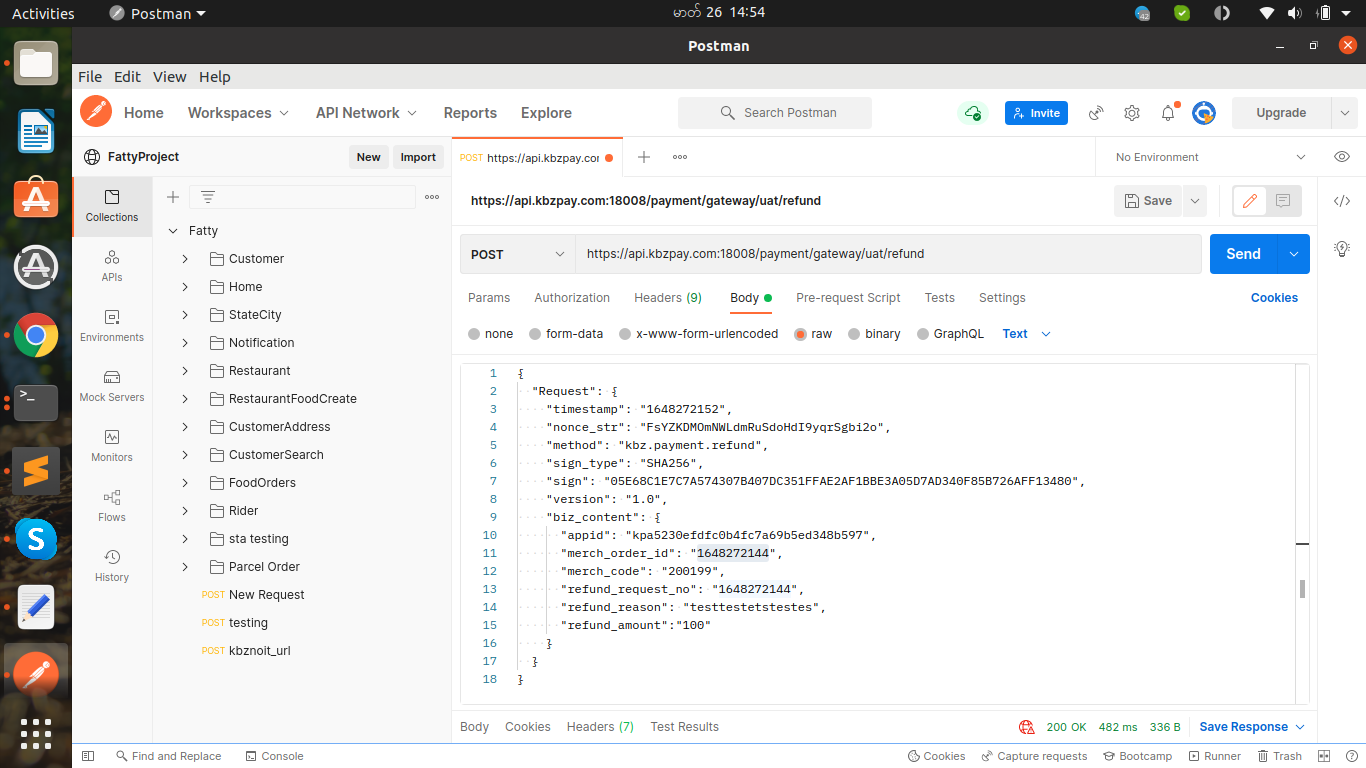 Activities
Postman
မာတ် 26 14:54
42
Postman
File Edit View Help
Home Workspaces API Network Reports Explore
Search Postman
Invite
Upgrade
FattyProject
New Import
POST https://api.kbzpay.cor
No Environment
Collections
APIs
Environments
Mock Servers
Monitors
Flows
History
Fatty
Customer
Home
StateCity
Notification
Restaurant
RestaurantFoodCreate
CustomerAddress
CustomerSearch
FoodOrders
Rider
sta testing
Parcel Order
POST New Request
POST testing
POST kbznoit_url
https://api.kbzpay.com:18008/payment/gateway/uat/refund
Save
POST https://api.kbzpay.com:18008/payment/gateway/uat/refund
Send
Params Authorization Headers (9) Body Pre-request Script Tests Settings Cookies
none form-data x-www-form-urlencoded raw binary GraphQL Text
1 {
2 "Request": {
3 "timestamp": "1648272152",
4 "nonce_str": "FsYZKDMOmNWLdmRuSdoHdI9yqrSgbi2o",
5 "method": "kbz.payment.refund",
6 "sign_type": "SHA256",
7 "sign": "05E68C1E7C7A574307B407DC351FFAE2AF1BBE3A05D7AD340F85B726AFF13480",
8 "version": "1.0",
9 "biz_content": {
10 "appid": "kpa5230efdfc0b4fc7a69b5ed348b597",
11 "merch_order_id": "1648272144",
12 "merch_code": "200199",
13 "refund_request_no": "1648272144",
14 "refund_reason": "testtestetstestes",
15 "refund_amount":"100"
16 }
17 }
18 }
Body Cookies Headers (7) Test Results
200 OK 482 ms 336 B Save Response
Find and Replace Console
Cookies Capture requests Bootcamp Runner Trash